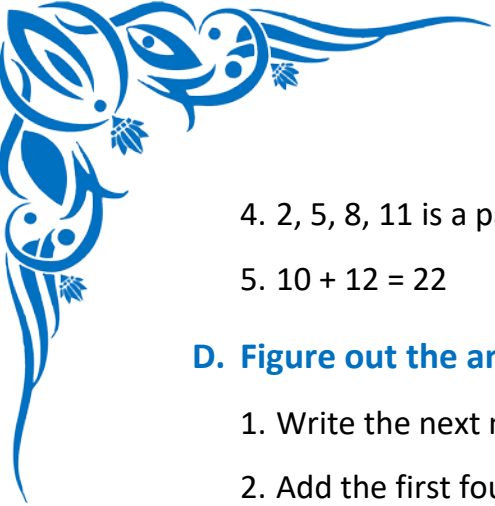 4. 2, 5, 8, 11 is a
5. 10 + 12 = 22
D. Figure out the
1. Write the next
2. Add the first